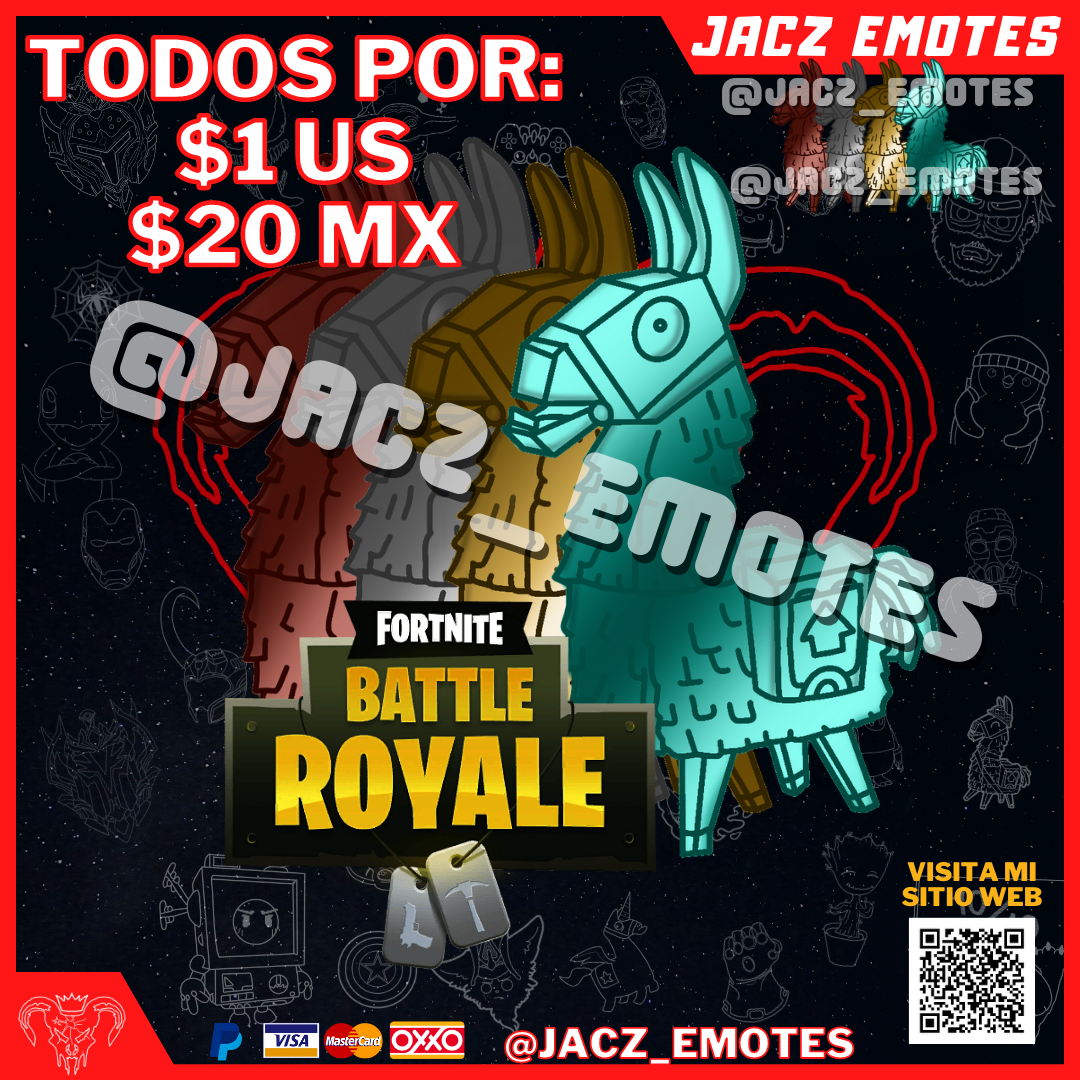 JACZ EMOTES
TODOS POR:
$1 US
$20 MX
@JACZ_EMOTES
@JACZ_EMOTES
@JACZ_EMOTES
FORTNITE
BATTLE
ROYALE
VISITA MI
SITIO WEB
VISA
MasterCard
OXXO
@JACZ_EMOTES